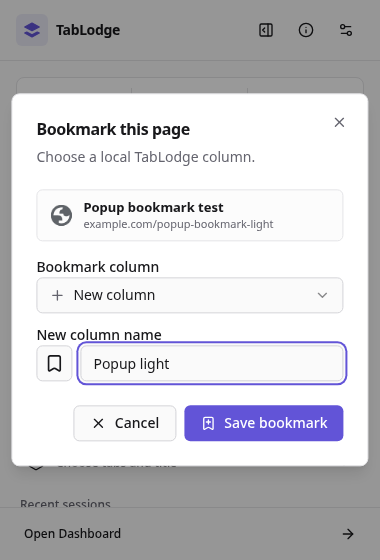 TabLodge
Bookmark this page
Choose a local TabLodge column.
Popup bookmark test
example.com/popup-bookmark-light
Bookmark column
New column
New column name
Popup light
Cancel
Save bookmark
Recent sessions
Open Dashboard